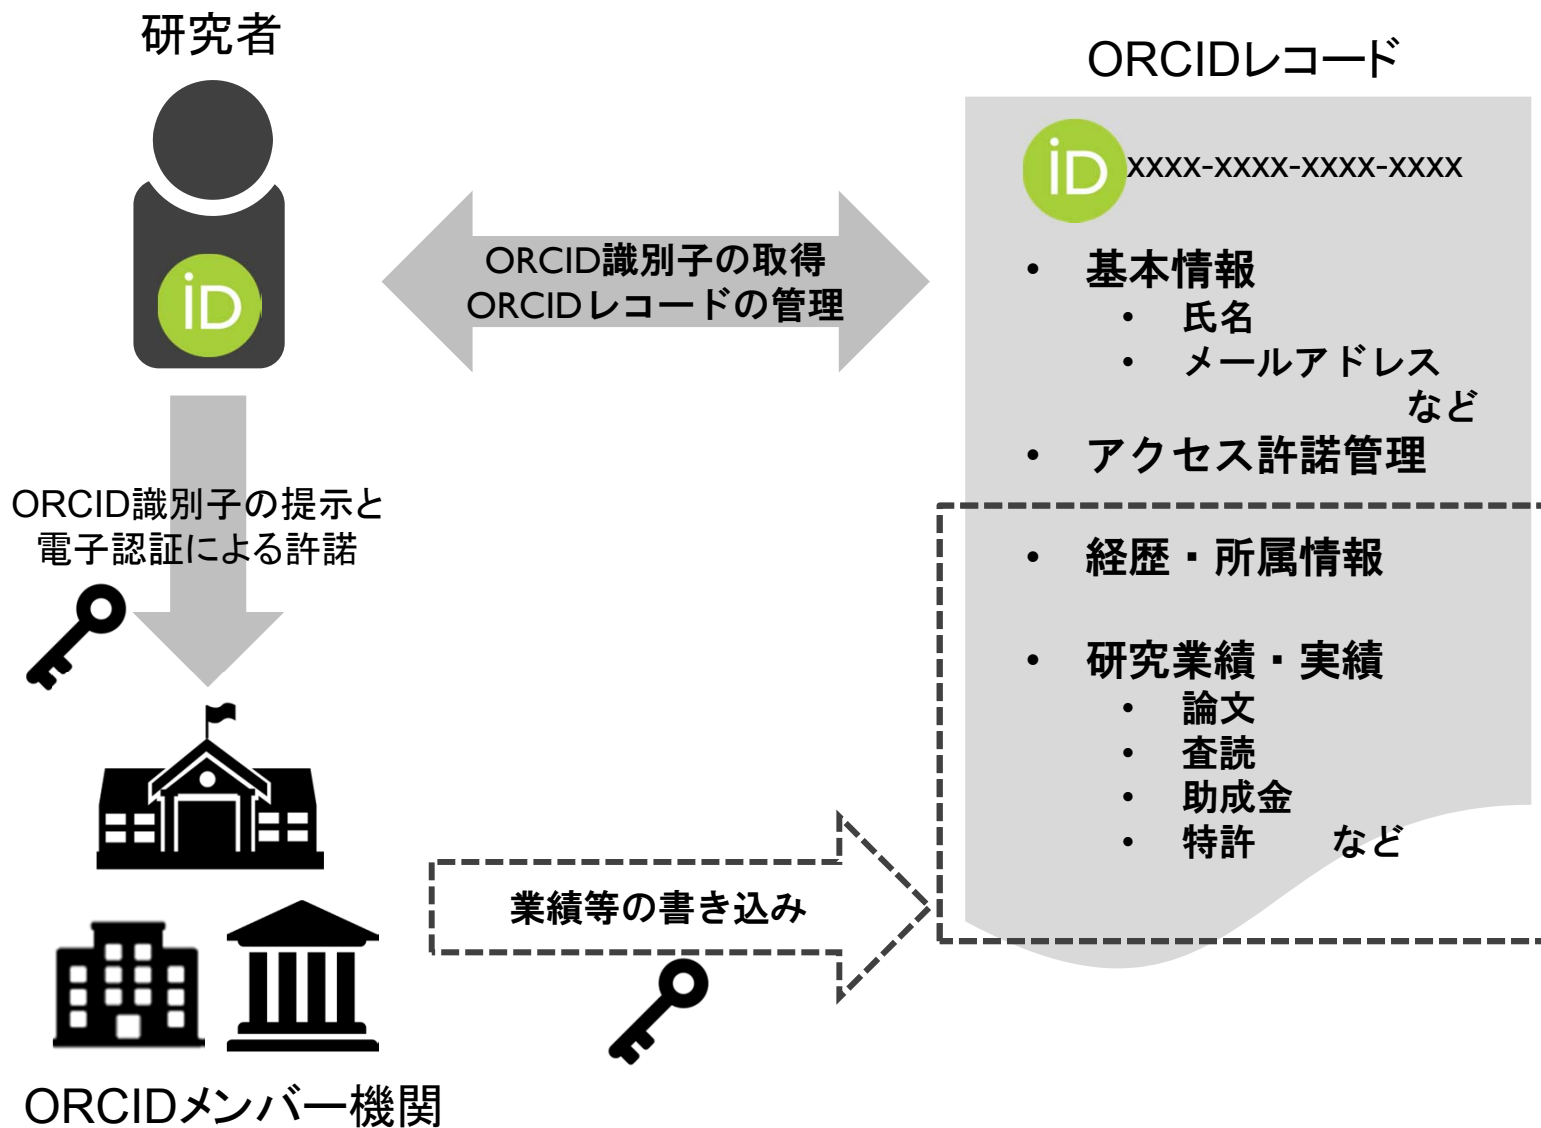 研究者
iD
ORCID識別子の取得
ORCIDレコードの管理
ORCID識別子の提示と
電子認証による許諾
ORCIDメンバー機関
業績等の書き込み
ORCIDレコード
iD xxxx-xxxx-xxxx-xxxx
• 基本情報
• 氏名
• メールアドレス
など
• アクセス許諾管理
• 経歴・所属情報
• 研究業績・実績
• 論文
• 査読
• 助成金
• 特許 など